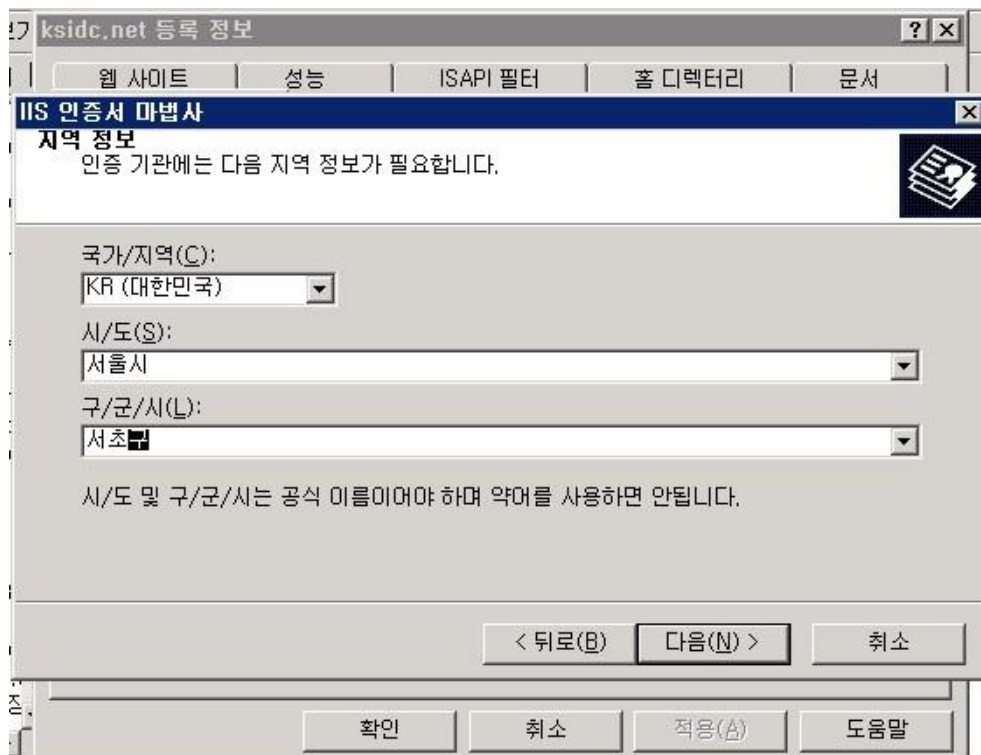 ksidc.net 등록 정보
웹 사이트 성능 ISAPI 필터 홈 디렉터리 문서
IIS 인증서 마법사
지역 정보
인증 기관에는 다음 지역 정보가 필요합니다.
국가/지역(C):
KR (대한민국)
시/도(S):
서울시
구/군/시(L):
서초구
시/도 및 구/군/시는 공식 이름이어야 하며 약어를 사용하면 안됩니다.
< 뒤로(B) 다음(N) > 취소
확인 취소 적용(A) 도움말